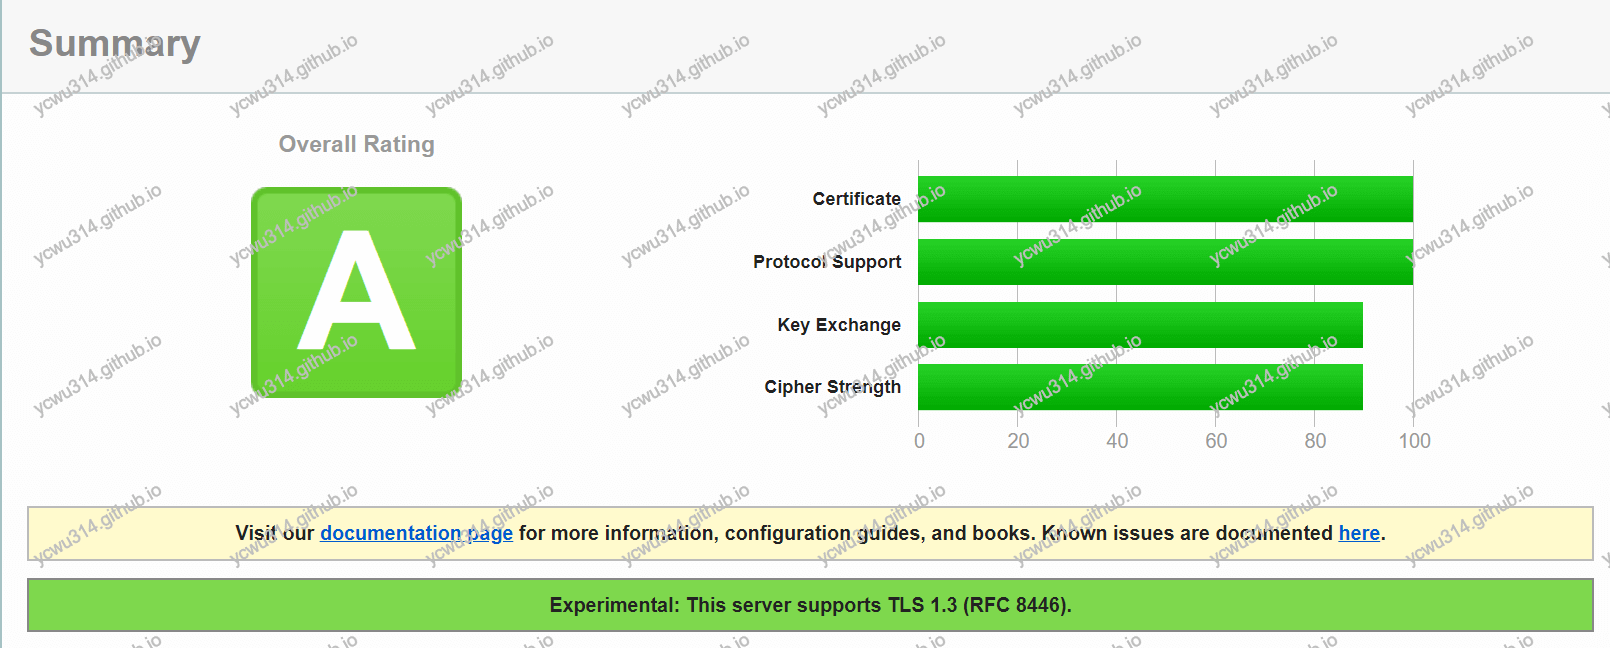 Summary
Overall Rating
A
Certificate
Protocol Support
Key Exchange
Cipher Strength
0 20 40 60 80 100
Visit our documentation page for more information, configuration guides, and books. Known issues are documented here.
Experimental: This server supports TLS 1.3 (RFC 8446).
ycwu314.github.io